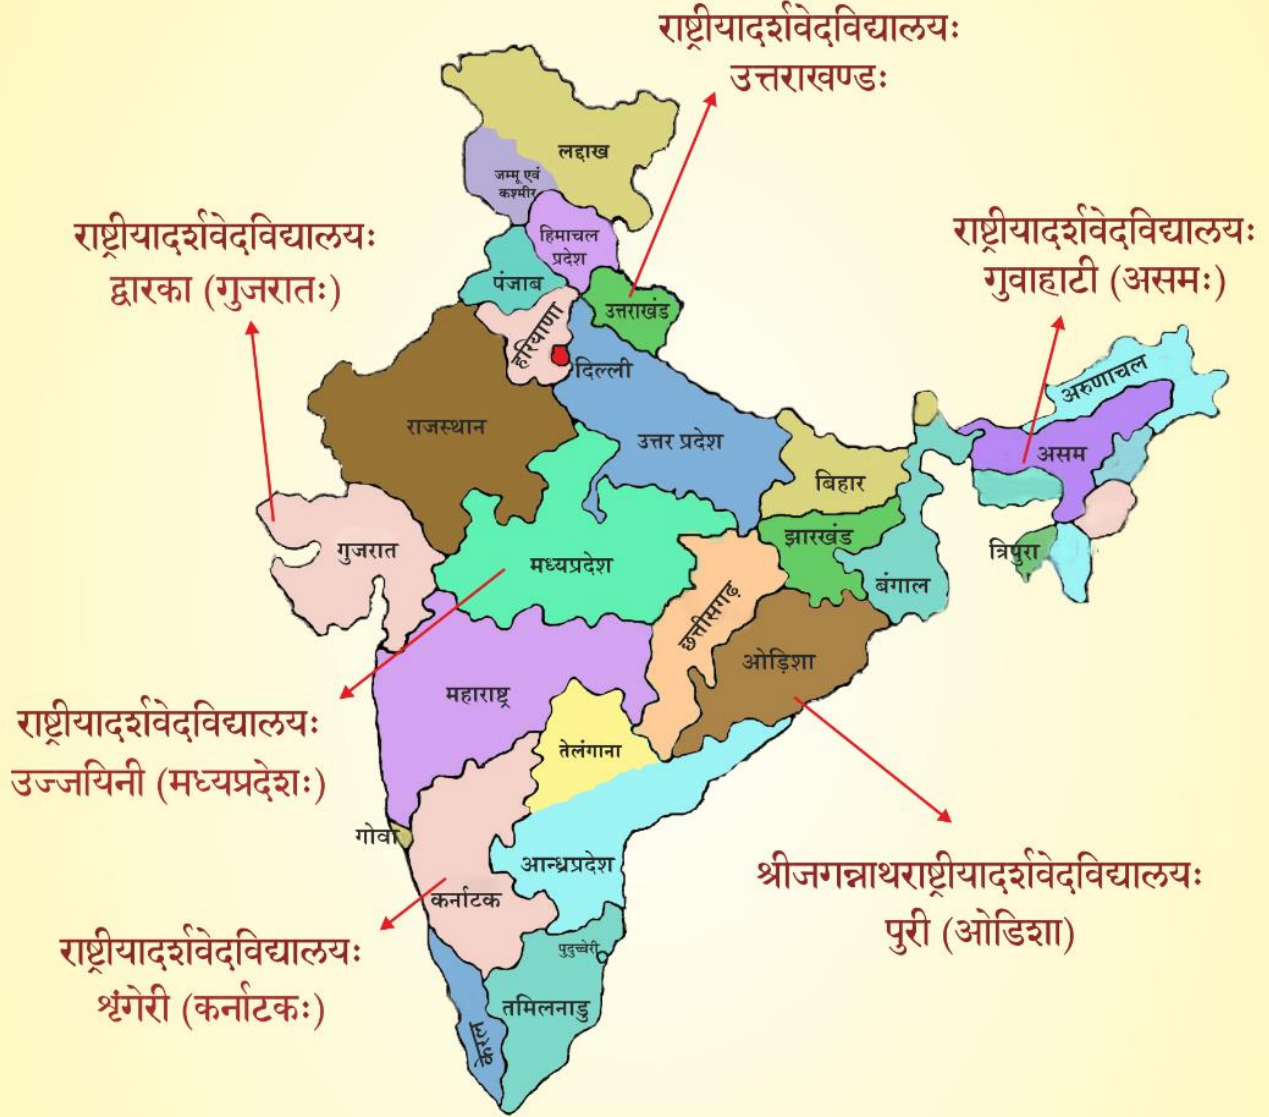 राष्ट्रीयादर्शवेदविद्यालयः
उत्तराखण्डः
लद्दाख
जम्मू एवं
कश्मीर
राष्ट्रीयादर्शवेदविद्यालयः
द्वारका (गुजरातः)
हिमाचल
प्रदेश
पंजाब
उत्तराखंड
हरियाणा
दिल्ली
राष्ट्रीयादर्शवेदविद्यालयः
गुवाहाटी (असमः)
अरुणाचल
राजस्थान
उत्तर प्रदेश
बिहार
असम
गुजरात
मध्यप्रदेश
झारखंड
बंगाल
त्रिपुरा
छत्तीसगढ़
ओड़िशा
महाराष्ट्र
तेलंगाना
राष्ट्रीयादर्शवेदविद्यालयः
उज्जयिनी (मध्यप्रदेशः)
गोवा
आन्ध्रप्रदेश
कर्नाटक
श्रीजगन्नाथराष्ट्रीयादर्शवेदविद्यालयः
पुरी (ओडिशा)
राष्ट्रीयादर्शवेदविद्यालयः
शृंगेरी (कर्नाटकः)
पुदुच्चेरी
तमिलनाडु
केरल